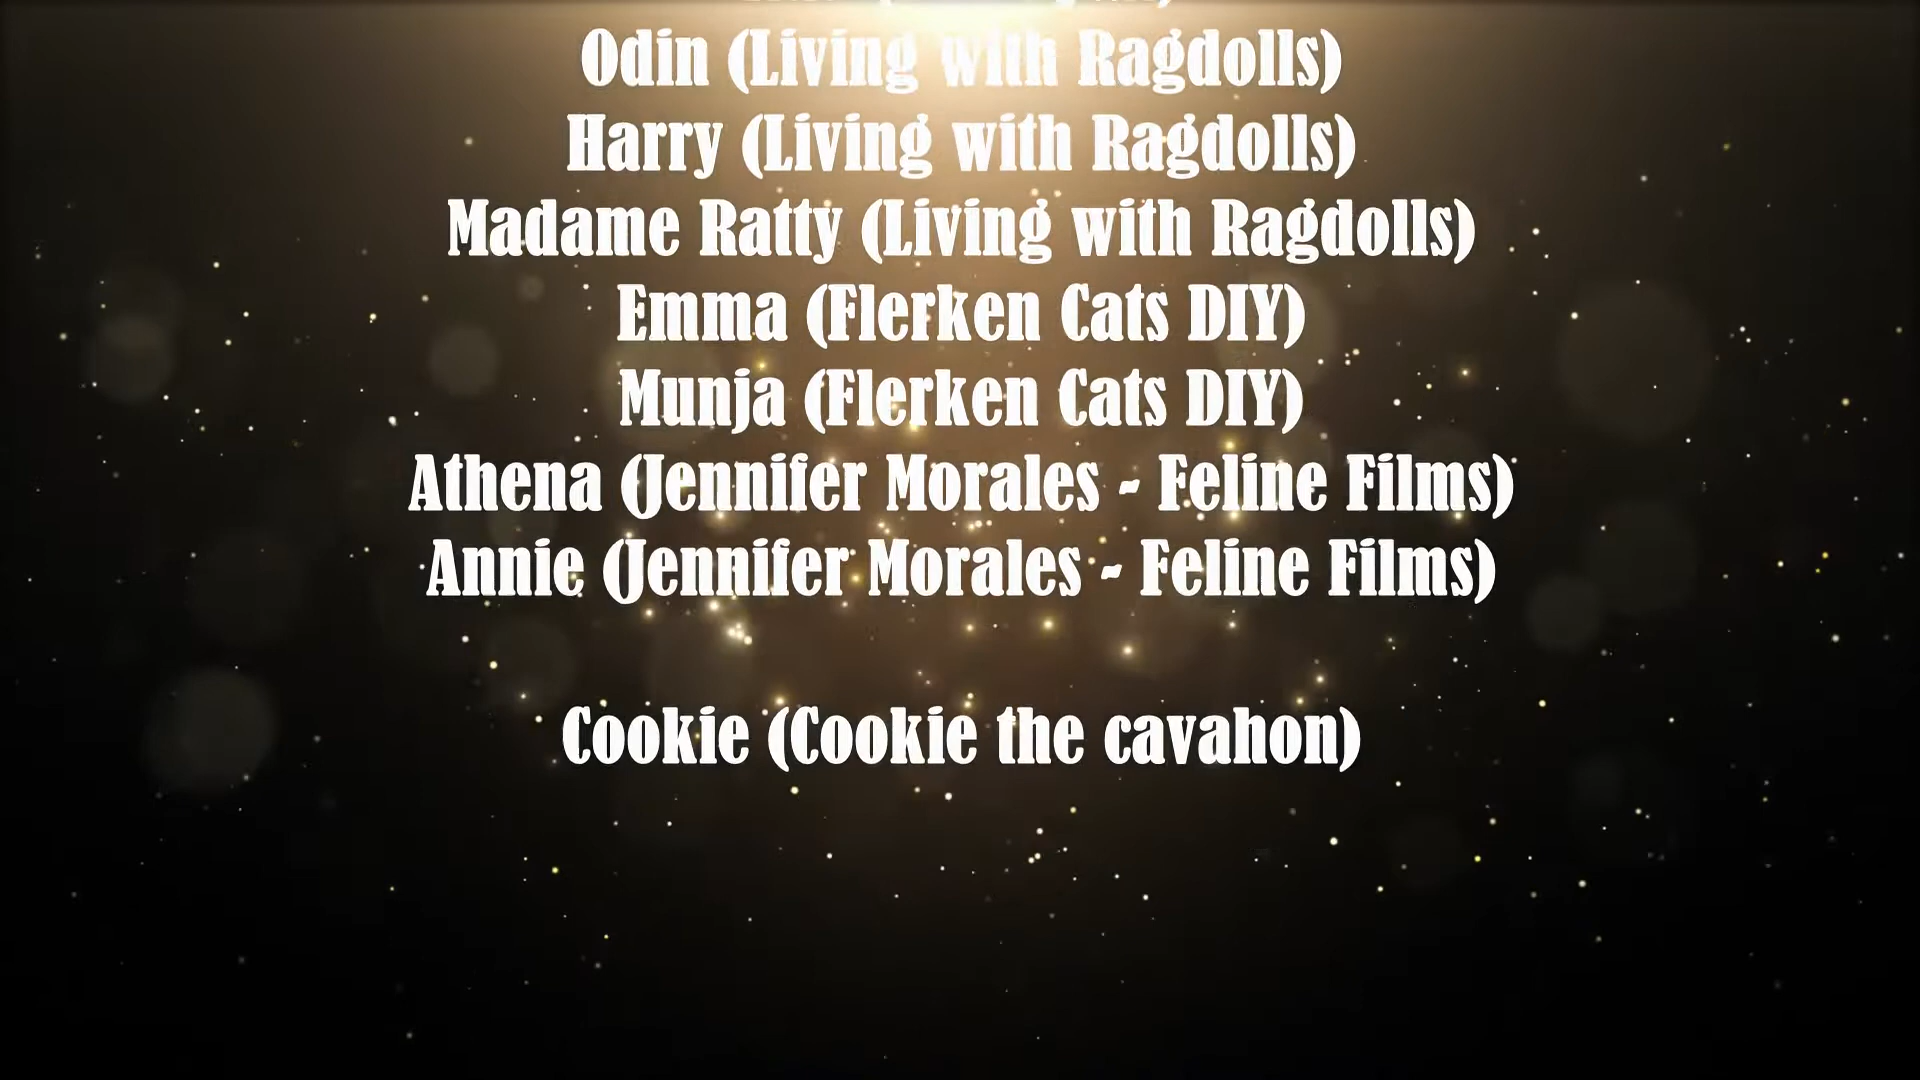 Odin (Living with Ragdolls)
Harry (Living with Ragdolls)
Madame Ratty (Living with Ragdolls)
Emma (Flerken Cats DIY)
Munja (Flerken Cats DIY)
Athena (Jennifer Morales - Feline Films)
Annie (Jennifer Morales - Feline Films)
Cookie (Cookie the cavahon)